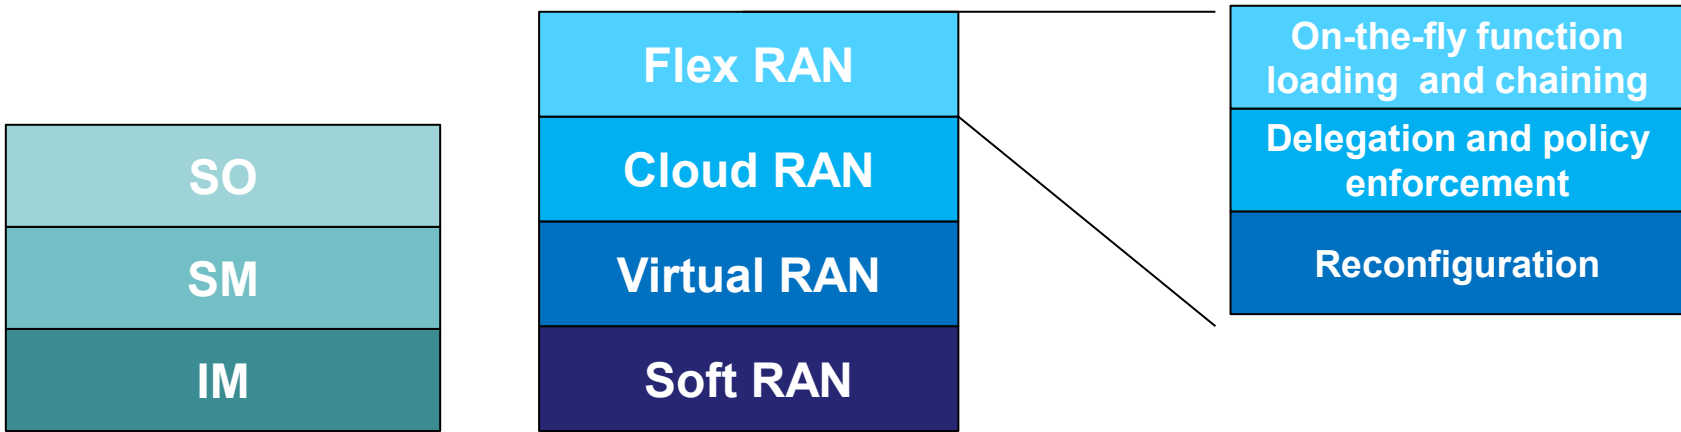 SO
SM
IM
Flex RAN
Cloud RAN
Virtual RAN
Soft RAN
On-the-fly function
loading  and chaining
Delegation and policy
enforcement
Reconfiguration